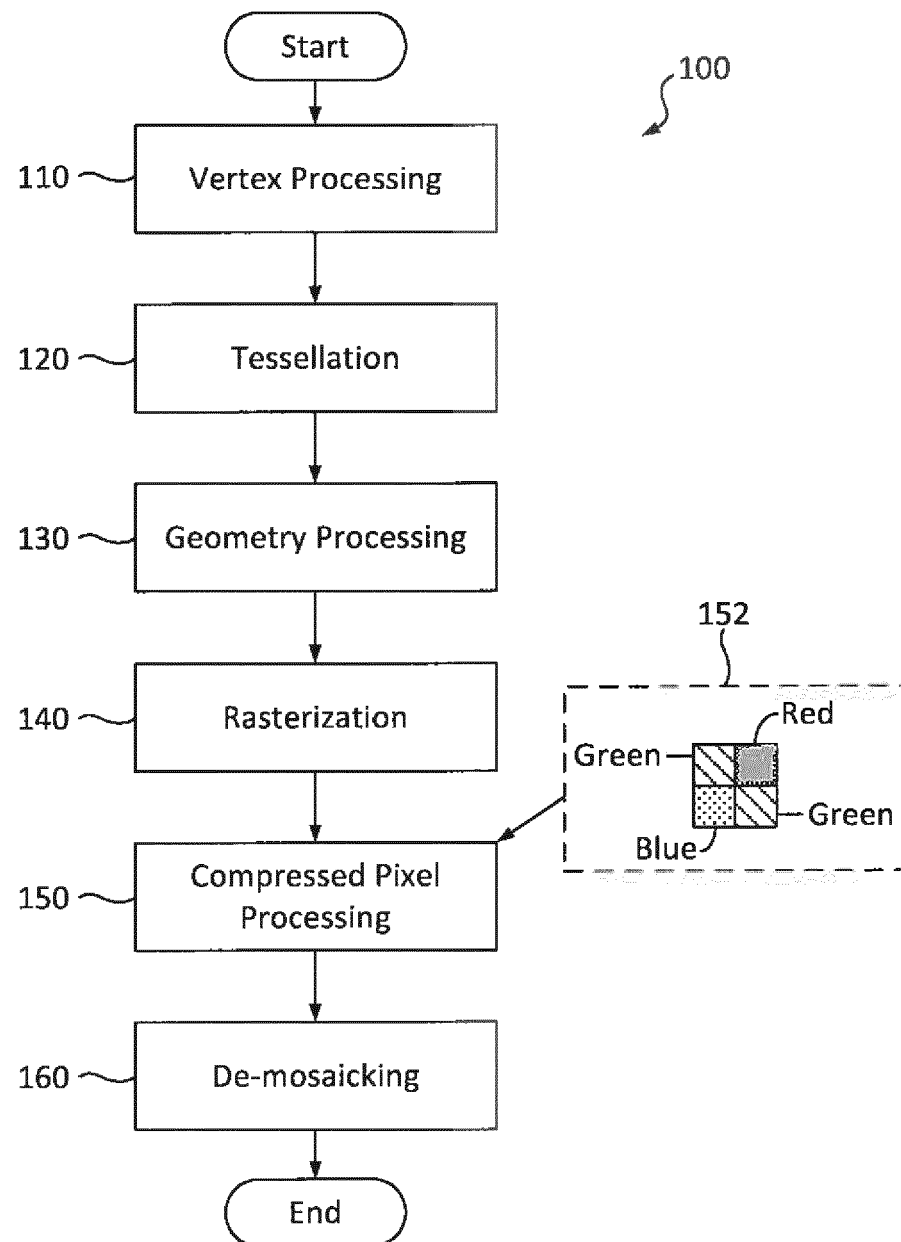 Start
100
110
Vertex Processing
120
Tessellation
130
Geometry Processing
152
140
Rasterization
Red
Green
Green
Blue
150
Compressed Pixel
Processing
160
De-mosaicking
End